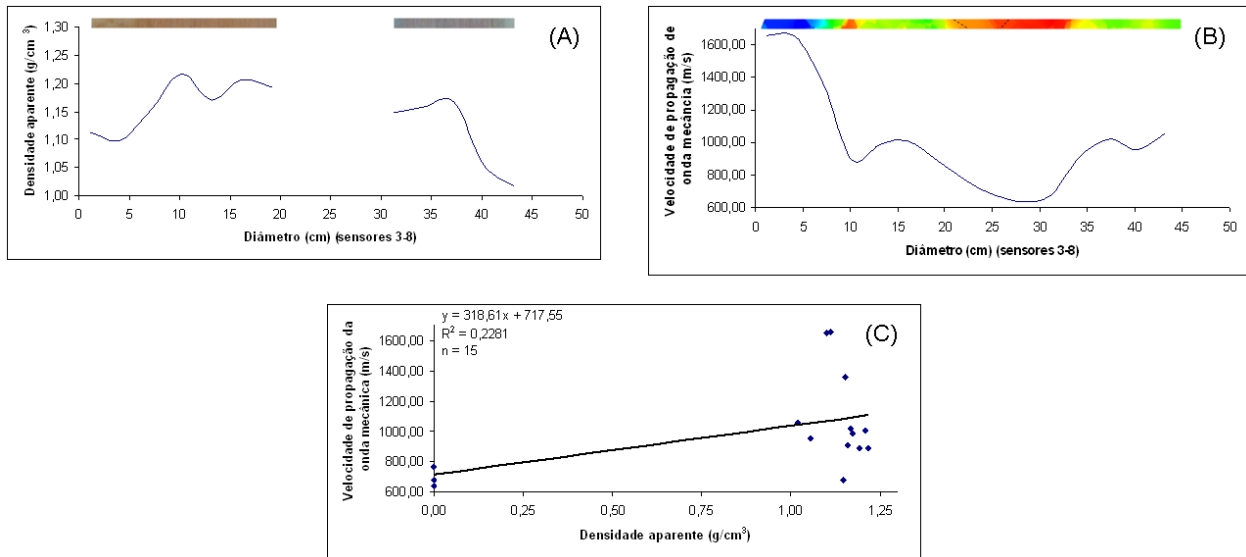 (A)
Densidade aparente (g/cm³)
1,30
1,25
1,20
1,15
1,10
1,05
1,00
0 5 10 15 20 25 30 35 40 45 50
Diâmetro (cm) (sensores 3-8)
(B)
Velocidade de propagação de
onda mecância (m/s)
1600,00
1400,00
1200,00
1000,00
800,00
600,00
0 5 10 15 20 25 30 35 40 45 50
Diâmetro (cm) (sensores 3-8)
(C)
y = 318,61x + 717,55
R² = 0,2281
n = 15
Velocidade de propagação da
onda mecânica (m/s)
1600,00
1400,00
1200,00
1000,00
800,00
600,00
0,00 0,25 0,50 0,75 1,00 1,25
Densidade aparente (g/cm³)